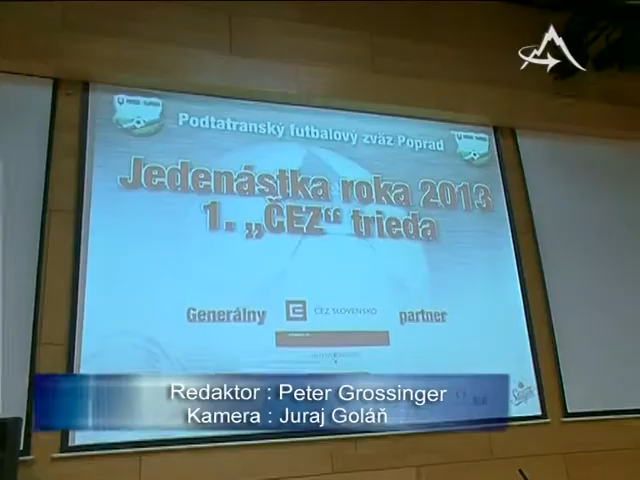 Podtatranský futbalový zväz Poprad
Jedenástka roka 2013
1. „ČEZ“ trieda
Generálny
ČEZ SLOVENSKO
partner
Redaktor : Peter Grossinger
Kamera : Juraj Goláň